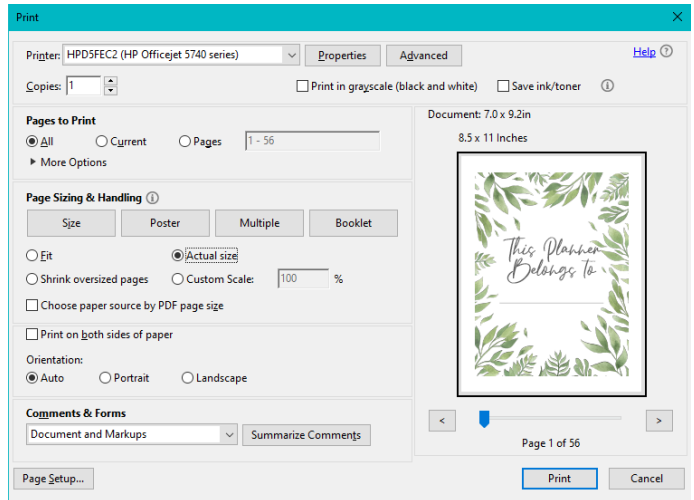 Print
Printer: HPD5FEC2 (HP Officejet 5740 series) Properties Advanced Help
Copies: 1 Print in grayscale (black and white) Save ink/toner
Pages to Print
All Current Pages 1 - 56
More Options
Page Sizing & Handling
Size Poster Multiple Booklet
Fit Actual size
Shrink oversized pages Custom Scale: 100 %
Choose paper source by PDF page size
Print on both sides of paper
Orientation:
Auto Portrait Landscape
Comments & Forms
Document and Markups Summarize Comments
Document: 7.0 x 9.2in
8.5 x 11 Inches
This Planner
Belongs to
< >
Page 1 of 56
Page Setup... Print Cancel